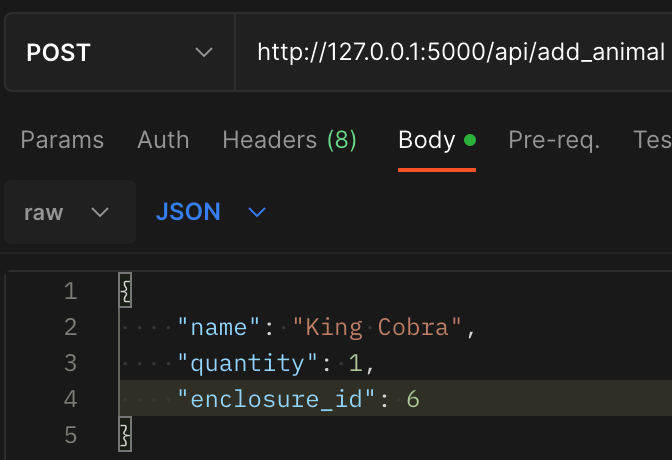 POST http://127.0.0.1:5000/api/add_animal
Params Auth Headers (8) Body Pre-req. Tes
raw JSON
1 {
2 "name": "King Cobra",
3 "quantity": 1,
4 "enclosure_id": 6
5 }